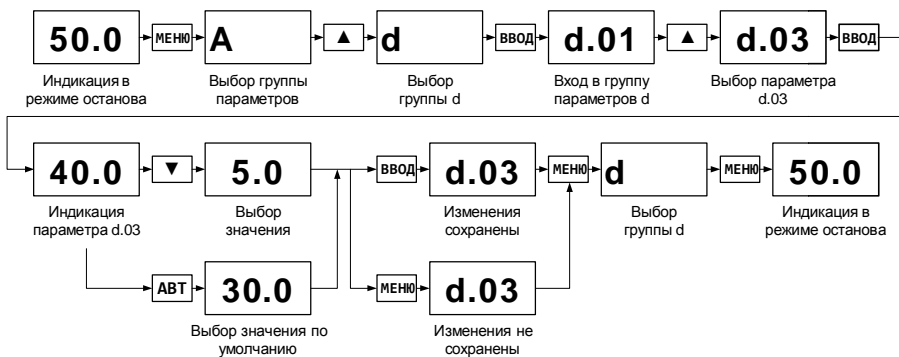 50.0 МЕНЮ A ▲ d ВВОД d.01 ▲ d.03 ВВОД
Индикация в
режиме останова
Выбор группы
параметров
Выбор
группы d
Вход в группу
параметров d
Выбор параметра
d.03
40.0 ▼ 5.0 ВВОД d.03 МЕНЮ d МЕНЮ 50.0
Индикация
параметра d.03
Выбор
значения
Изменения
сохранены
Выбор
группы d
Индикация в
режиме останова
АВТ 30.0 МЕНЮ d.03
Выбор значения по
умолчанию
Изменения не
сохранены